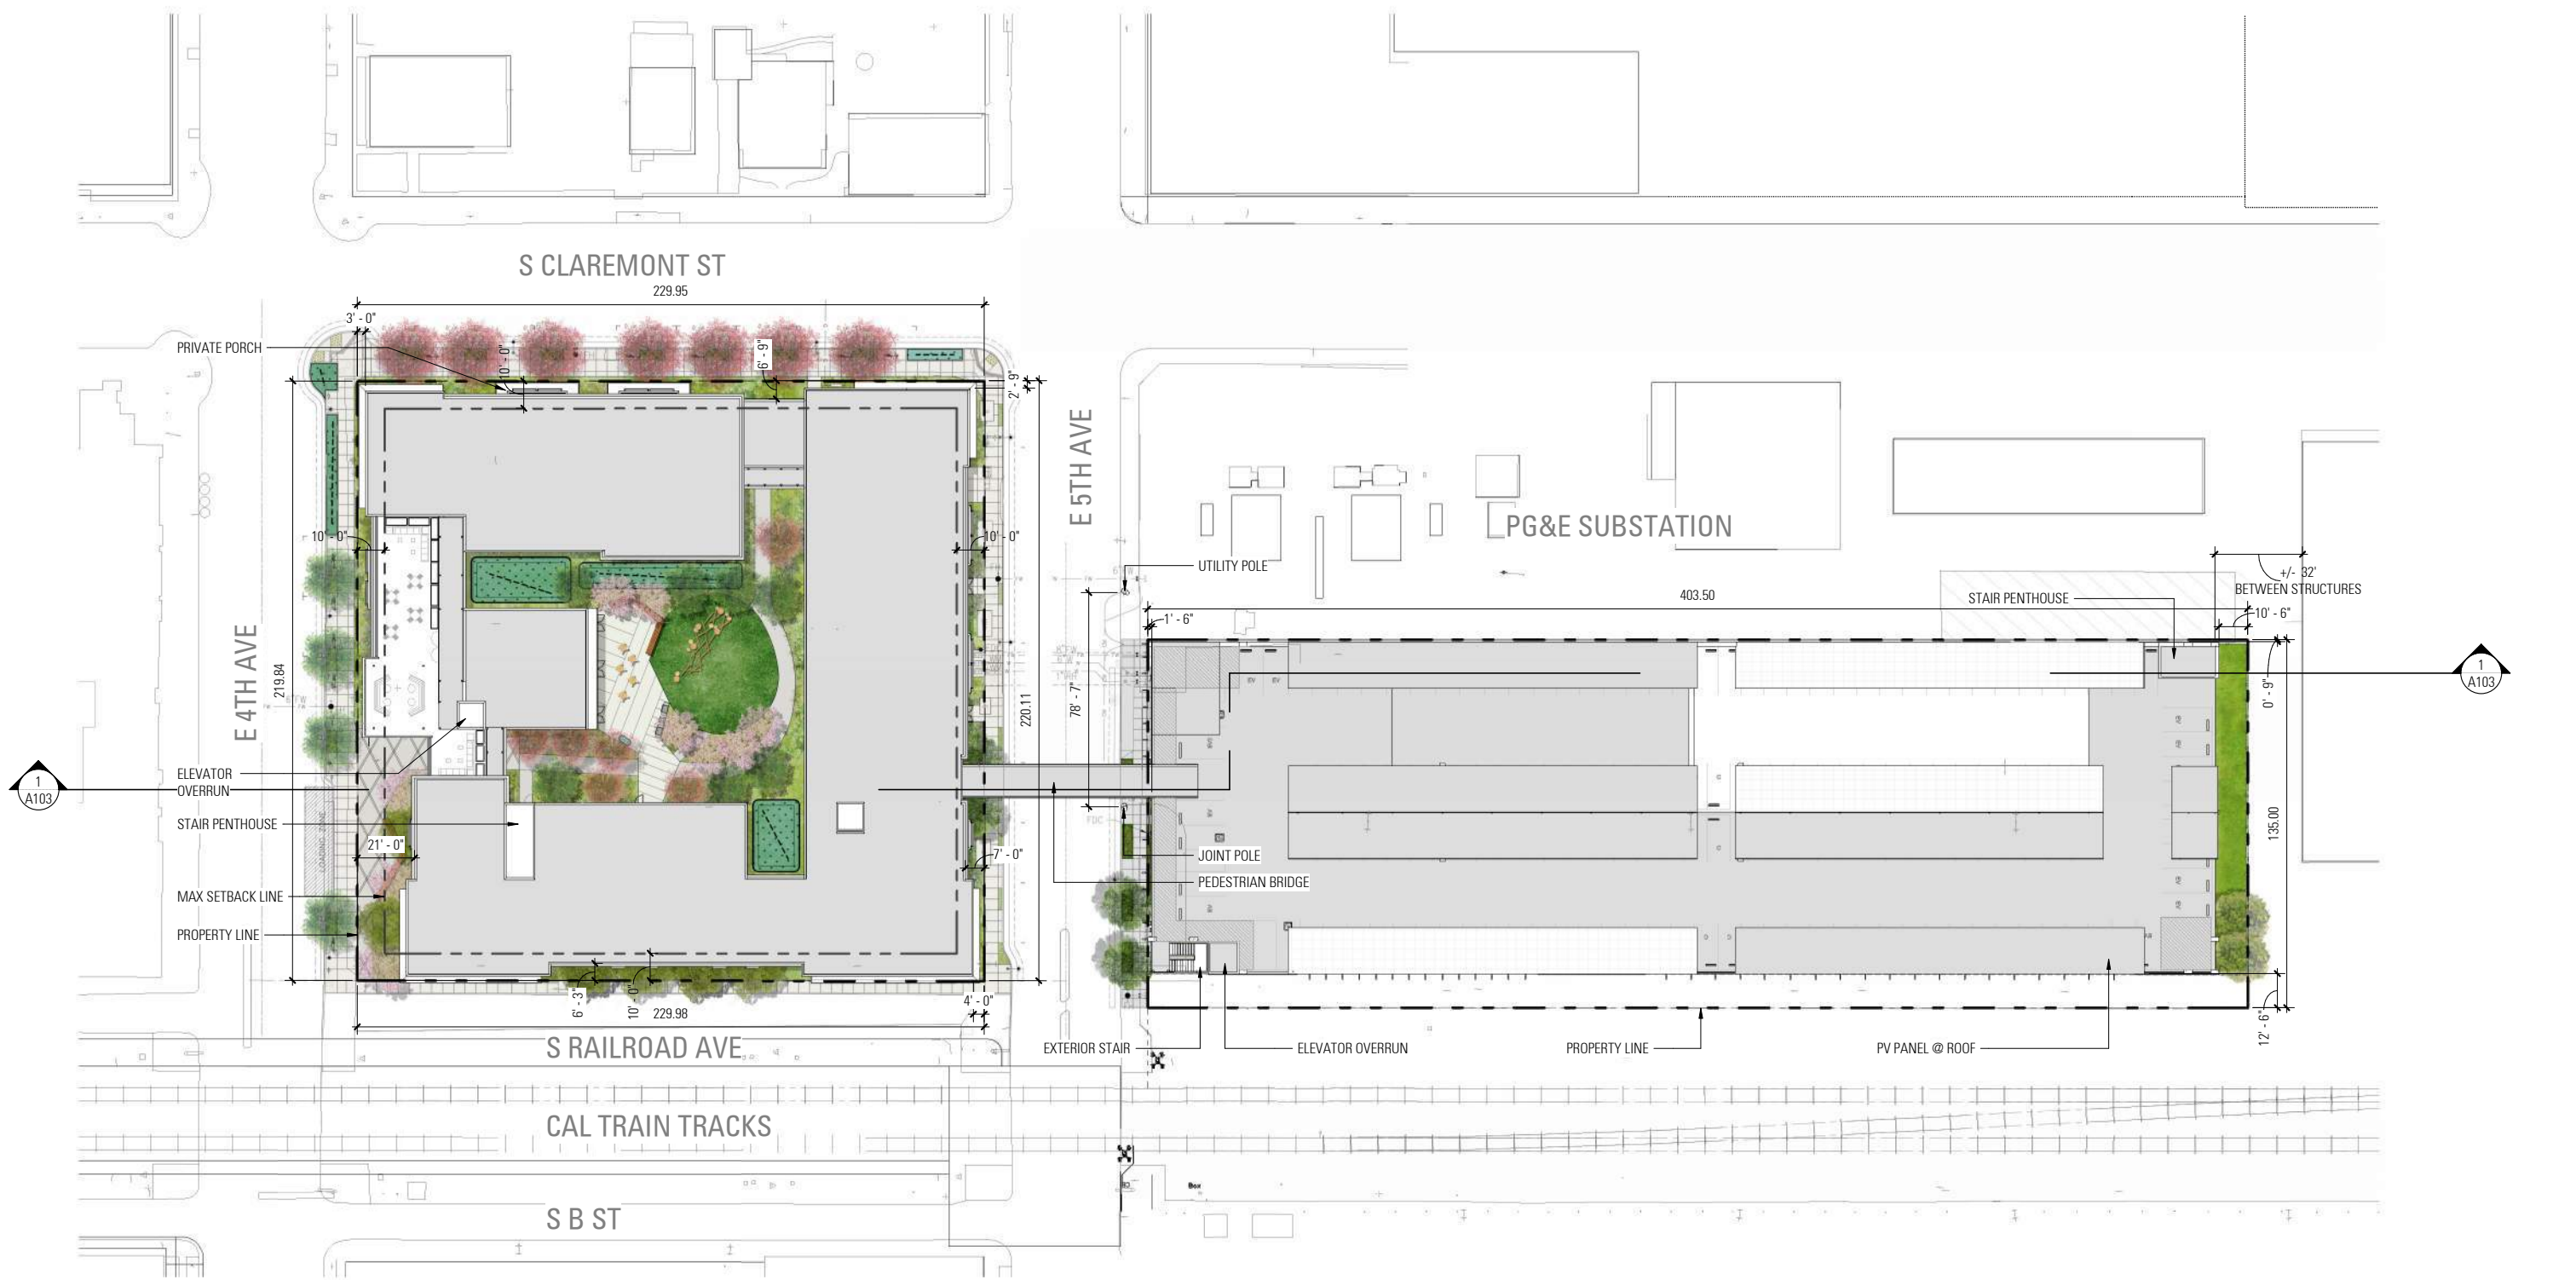 S CLAREMONT ST
229.95
3' - 0"
PRIVATE PORCH
10' - 0"
6' - 9"
2' - 9"
E 5TH AVE
PG&E SUBSTATION
10' - 0"
10' - 0"
UTILITY POLE
+/- 32'
BETWEEN STRUCTURES
403.50
STAIR PENTHOUSE
1' - 6"
10' - 6"
E 4TH AVE
219.84
220.11
78' - 7"
0' - 9"
1
A103
ELEVATOR
OVERRUN
1
A103
STAIR PENTHOUSE
LOADING ZONE
FDC
21' - 0"
7' - 0"
135.00
JOINT POLE
PEDESTRIAN BRIDGE
MAX SETBACK LINE
PROPERTY LINE
6' - 3"
10' - 0"
4' - 0"
229.98
12' - 6"
S RAILROAD AVE
EXTERIOR STAIR
ELEVATOR OVERRUN
PROPERTY LINE
PV PANEL @ ROOF
CAL TRAIN TRACKS
Box
S B ST